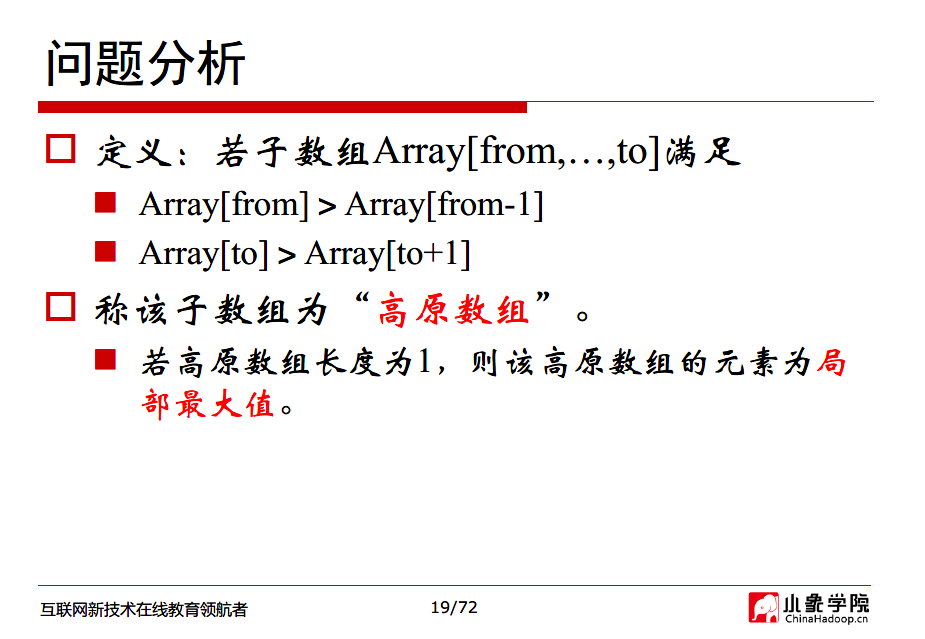 问题分析
定义：若子数组Array[from,…,to]满足
Array[from] > Array[from-1]
Array[to] > Array[to+1]
称该子数组为“高原数组”。
若高原数组长度为1，则该高原数组的元素为局
部最大值。
互联网新技术在线教育领航者
19/72
小象学院
ChinaHadoop.cn